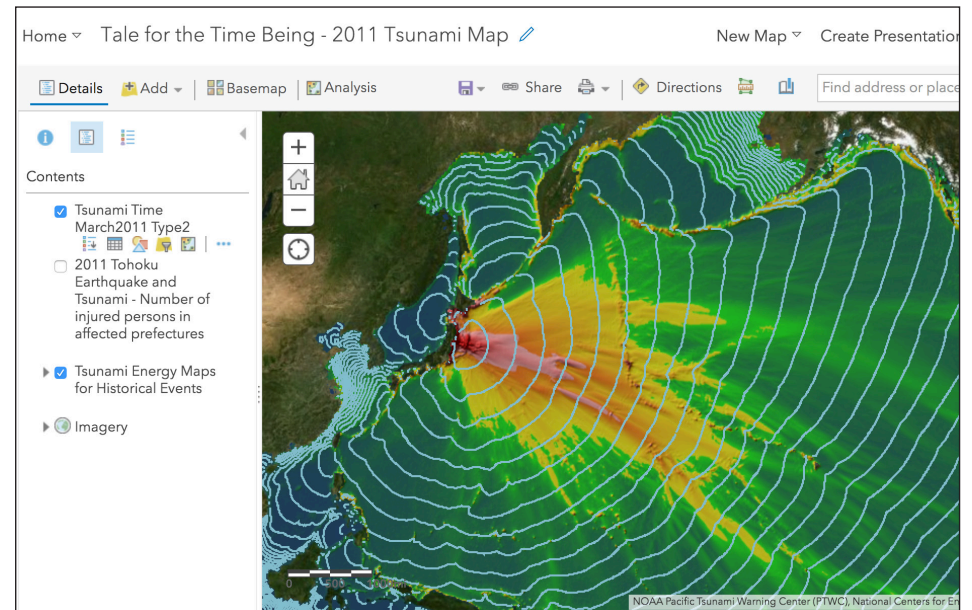 Home Tale for the Time Being - 2011 Tsunami Map New Map Create Presentation
Details Add Basemap Analysis Share Directions Find address or place
Contents
Tsunami Time
March2011 Type2
2011 Tohoku
Earthquake and
Tsunami - Number of
injured persons in
affected prefectures
Tsunami Energy Maps
for Historical Events
Imagery
0 500
NOAA Pacific Tsunami Warning Center (PTWC), National Centers for En